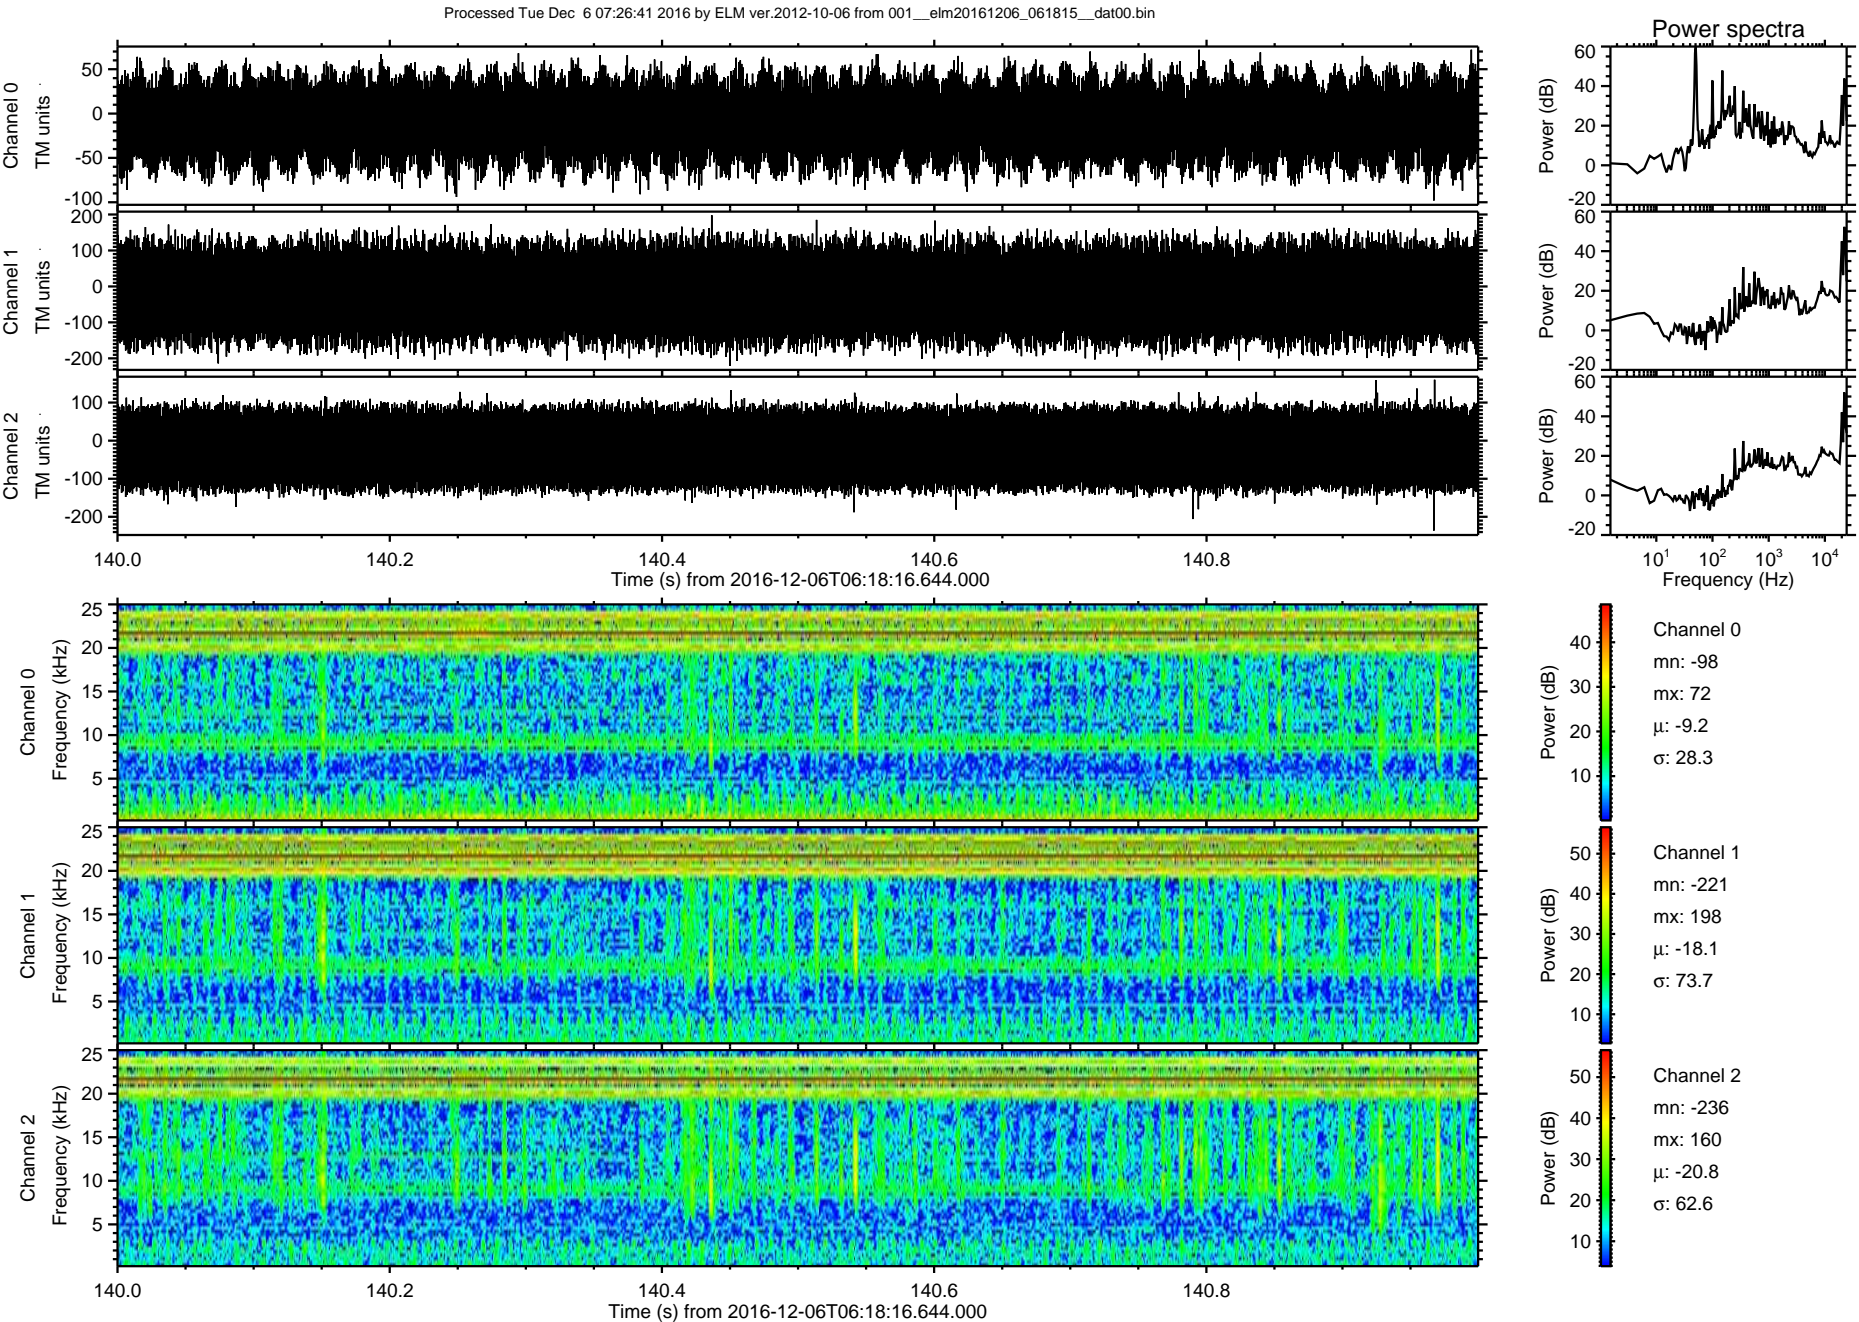 Processed Tue Dec  6 07:26:41 2016 by ELM ver.2012-10-06 from 001__elm20161206_061815__dat00.bin
Power spectra
Channel 0
TM units
50
0
-50
-100
Power (dB)
60
40
20
0
-20
Channel 1
TM units
200
100
0
-100
-200
Power (dB)
60
40
20
0
-20
Channel 2
TM units
100
0
-100
-200
Power (dB)
60
40
20
0
-20
140.0 140.2 140.4 140.6 140.8
Time (s) from 2016-12-06T06:18:16.644.000
10^1 10^2 10^3 10^4
Frequency (Hz)
Channel 0
Frequency (kHz)
25
20
15
10
5
Power (dB)
40
30
20
10
Channel 0
mn: -98
mx: 72
μ: -9.2
σ: 28.3
Channel 1
Frequency (kHz)
25
20
15
10
5
Power (dB)
50
40
30
20
10
Channel 1
mn: -221
mx: 198
μ: -18.1
σ: 73.7
Channel 2
Frequency (kHz)
25
20
15
10
5
Power (dB)
50
40
30
20
10
Channel 2
mn: -236
mx: 160
μ: -20.8
σ: 62.6
140.0 140.2 140.4 140.6 140.8
Time (s) from 2016-12-06T06:18:16.644.000